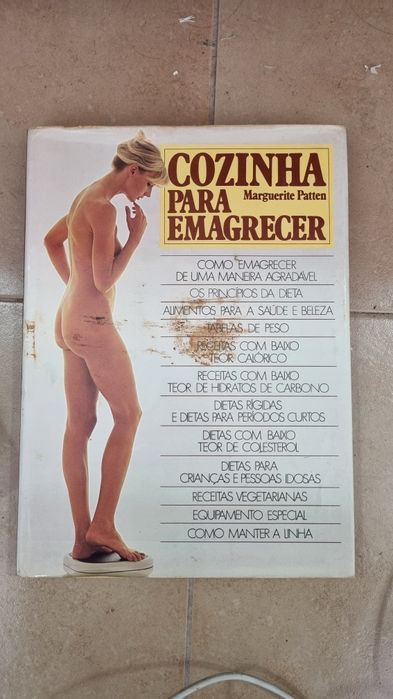 COZINHA
PARA Marguerite Patten
EMAGRECER
COMO EMAGRECER
DE UMA MANEIRA AGRADÁVEL
OS PRINCÍPIOS DA DIETA
ALIMENTOS PARA A SAÚDE E BELEZA
TABELAS DE PESO
RECEITAS COM BAIXO
TEOR CALÓRICO
RECEITAS COM BAIXO
TEOR DE HIDRATOS DE CARBONO
DIETAS RÍGIDAS
E DIETAS PARA PERÍODOS CURTOS
DIETAS COM BAIXO
TEOR DE COLESTEROL
DIETAS PARA
CRIANÇAS E PESSOAS IDOSAS
RECEITAS VEGETARIANAS
EQUIPAMENTO ESPECIAL
COMO MANTER A LINHA